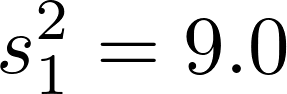 $s_1^2 = 9.0$